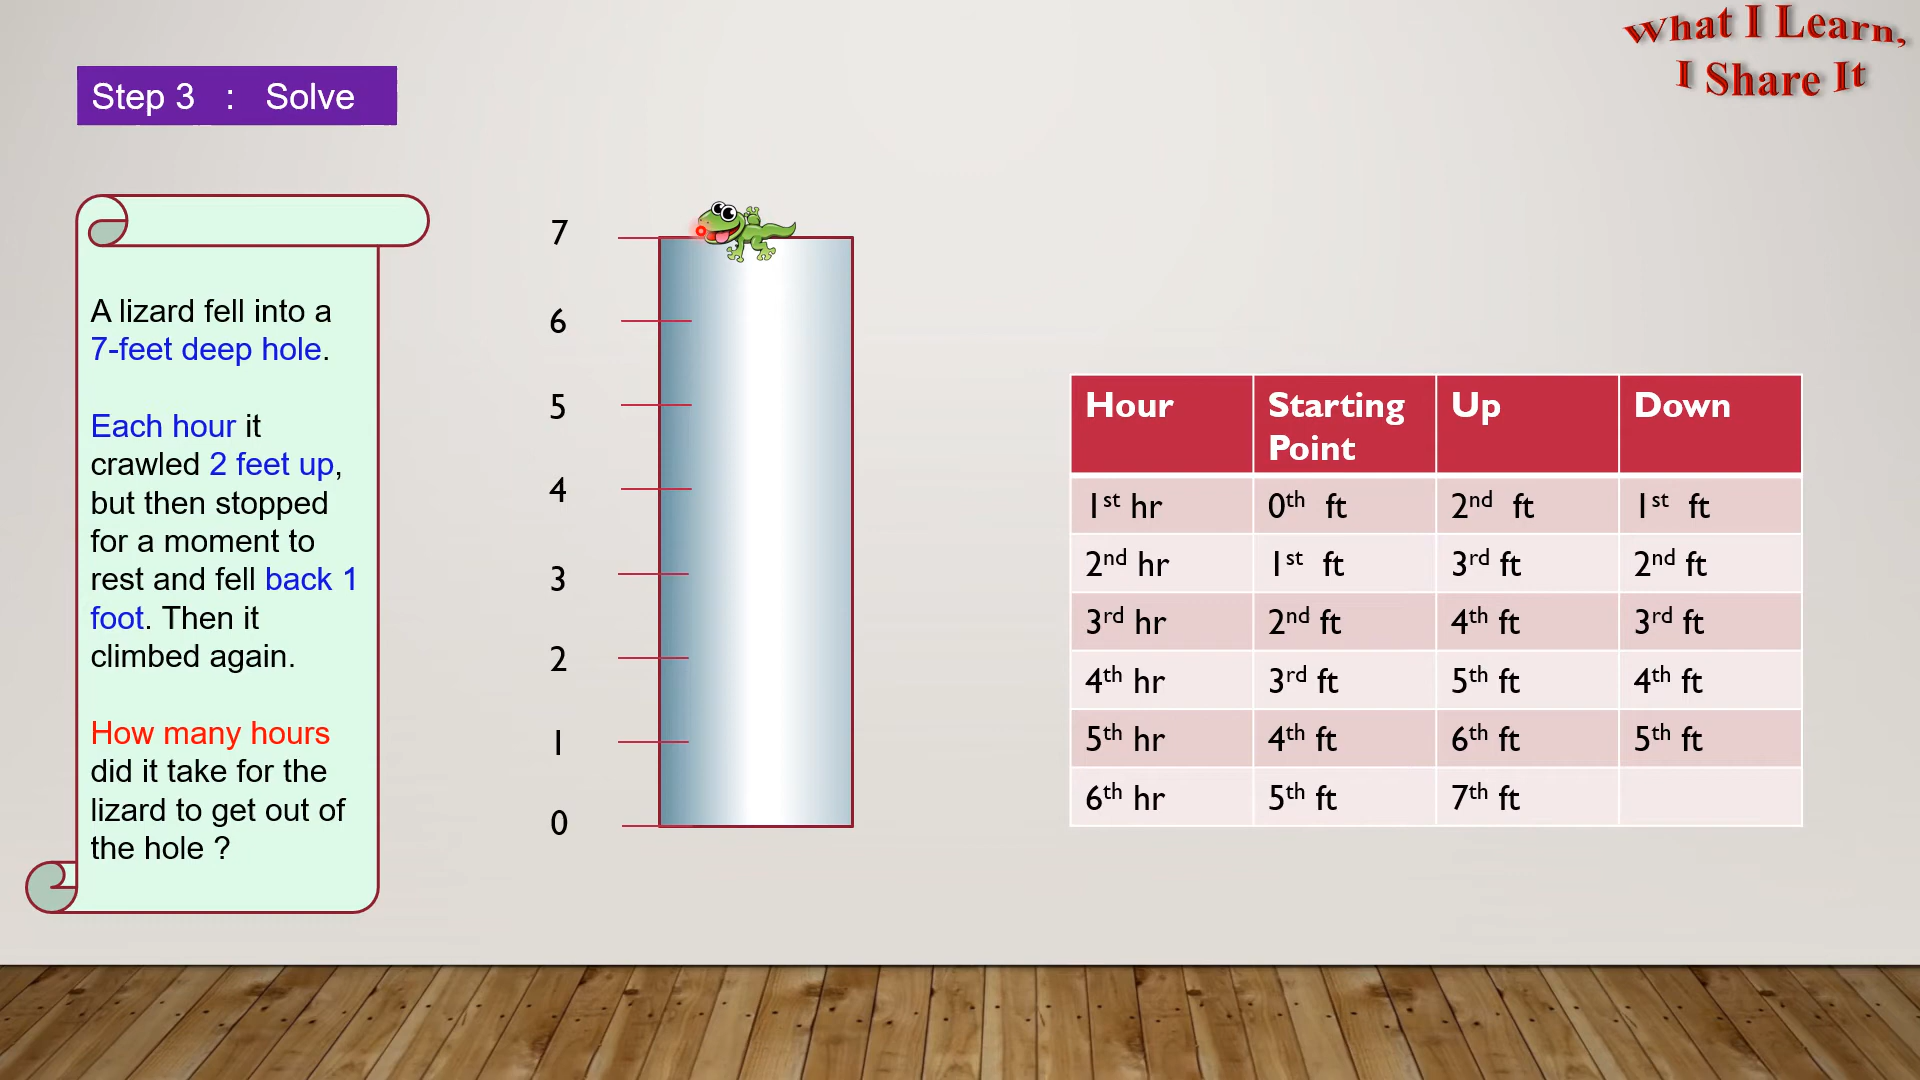 What I Learn,
I Share It
Step 3 : Solve
A lizard fell into a
7-feet deep hole.
Each hour it
crawled 2 feet up,
but then stopped
for a moment to
rest and fell back 1
foot. Then it
climbed again.
How many hours
did it take for the
lizard to get out of
the hole ?
7
6
5
4
3
2
1
0
Hour Starting Point Up Down
1st hr 0th ft 2nd ft 1st ft
2nd hr 1st ft 3rd ft 2nd ft
3rd hr 2nd ft 4th ft 3rd ft
4th hr 3rd ft 5th ft 4th ft
5th hr 4th ft 6th ft 5th ft
6th hr 5th ft 7th ft